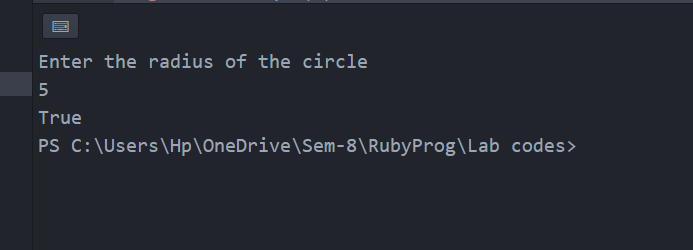 Enter the radius of the circle
5
True
PS C:\Users\Hp\OneDrive\Sem-8\RubyProg\Lab codes>